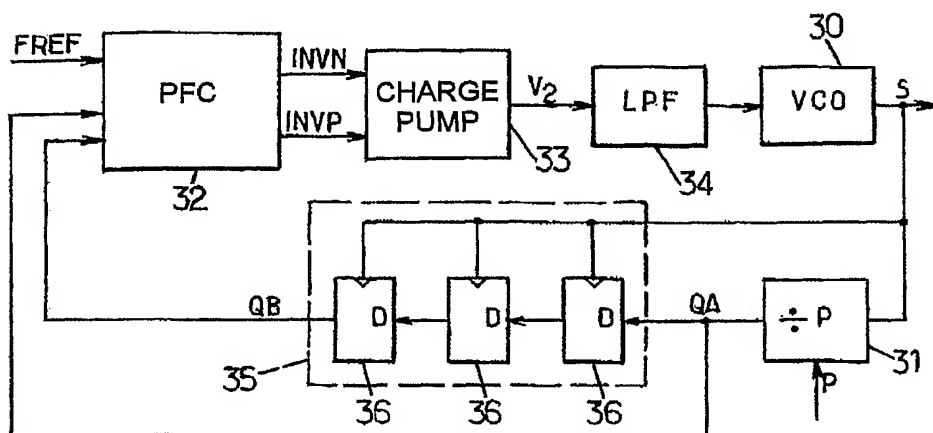 30
FREF
PFC
INVN
INVP
CHARGE
PUMP
V2
LPF
VCO
S
32
33
34
QB
D
D
D
QA
÷ P
31
P
35
36
36
36